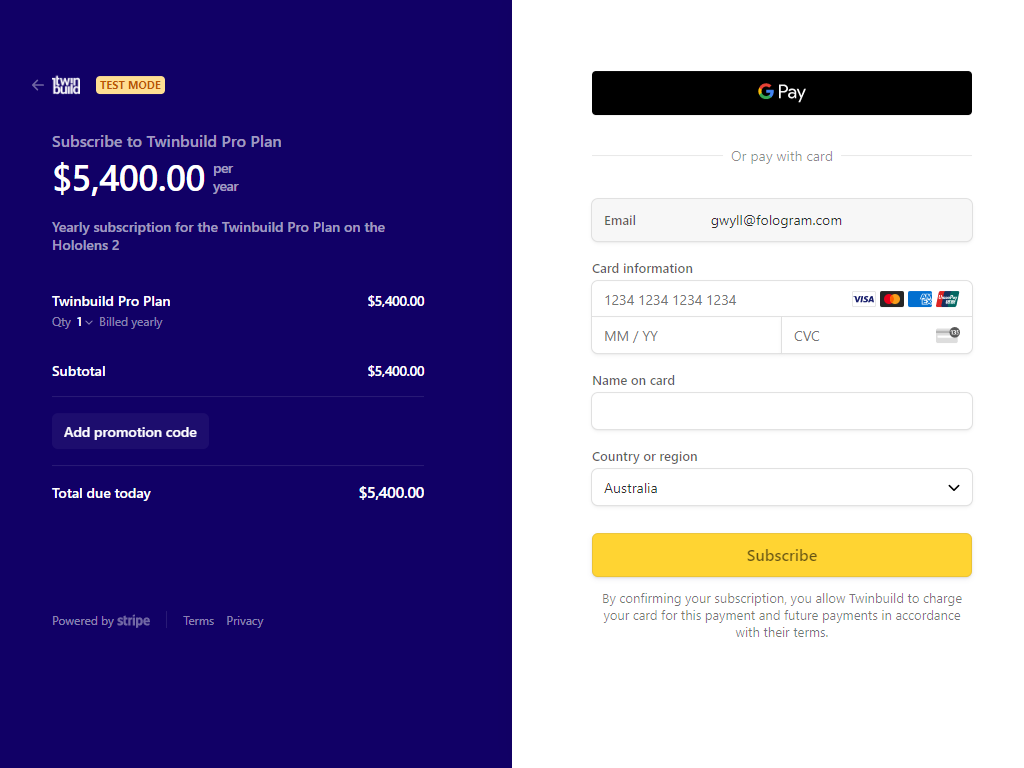 twin
build
TEST MODE
Subscribe to Twinbuild Pro Plan
$5,400.00 per
year
Yearly subscription for the Twinbuild Pro Plan on the
Hololens 2
Twinbuild Pro Plan $5,400.00
Qty 1 Billed yearly
Subtotal $5,400.00
Add promotion code
Total due today $5,400.00
Powered by stripe Terms Privacy
G Pay
Or pay with card
Email gwyll@fologram.com
Card information
1234 1234 1234 1234 VISA AM EX UnionPay
MM / YY CVC 135
Name on card
Country or region
Australia
Subscribe
By confirming your subscription, you allow Twinbuild to charge
your card for this payment and future payments in accordance
with their terms.